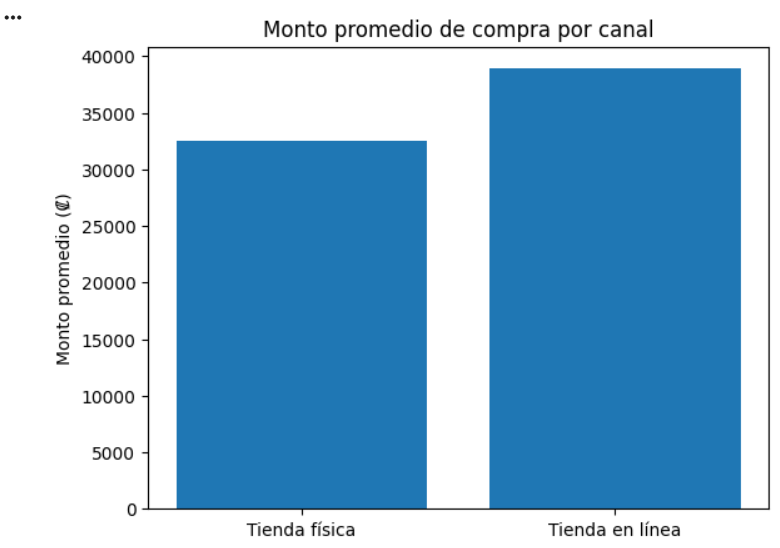 ...
Monto promedio de compra por canal
Monto promedio (₡)
40000
35000
30000
25000
20000
15000
10000
5000
0
Tienda física
Tienda en línea